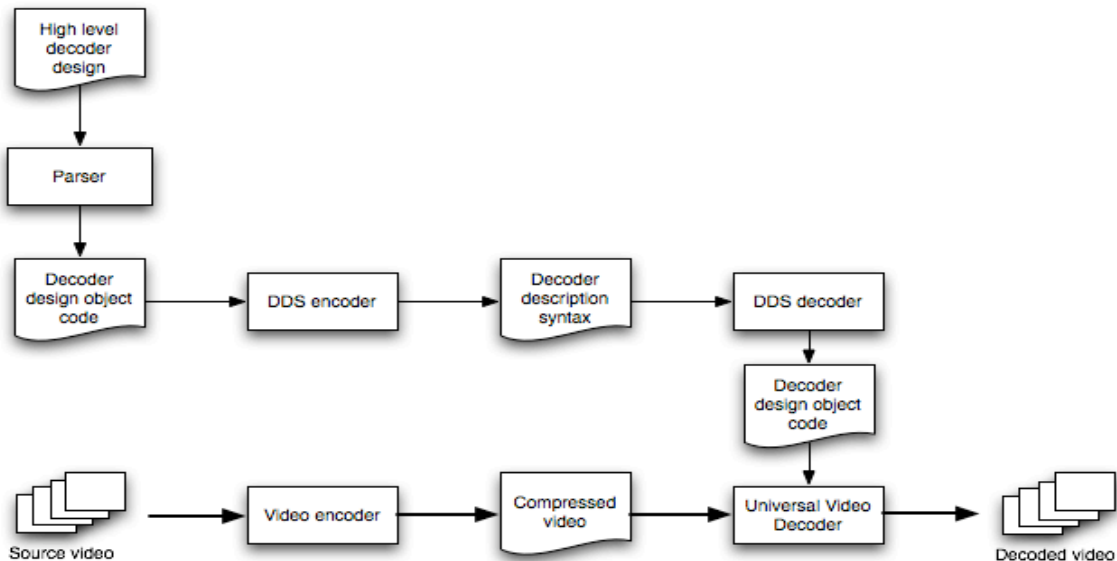 High level
decoder
design
Parser
Decoder
design object
code
DDS encoder
Decoder
description
syntax
DDS decoder
Decoder
design object
code
Source video
Video encoder
Compressed
video
Universal Video
Decoder
Decoded video